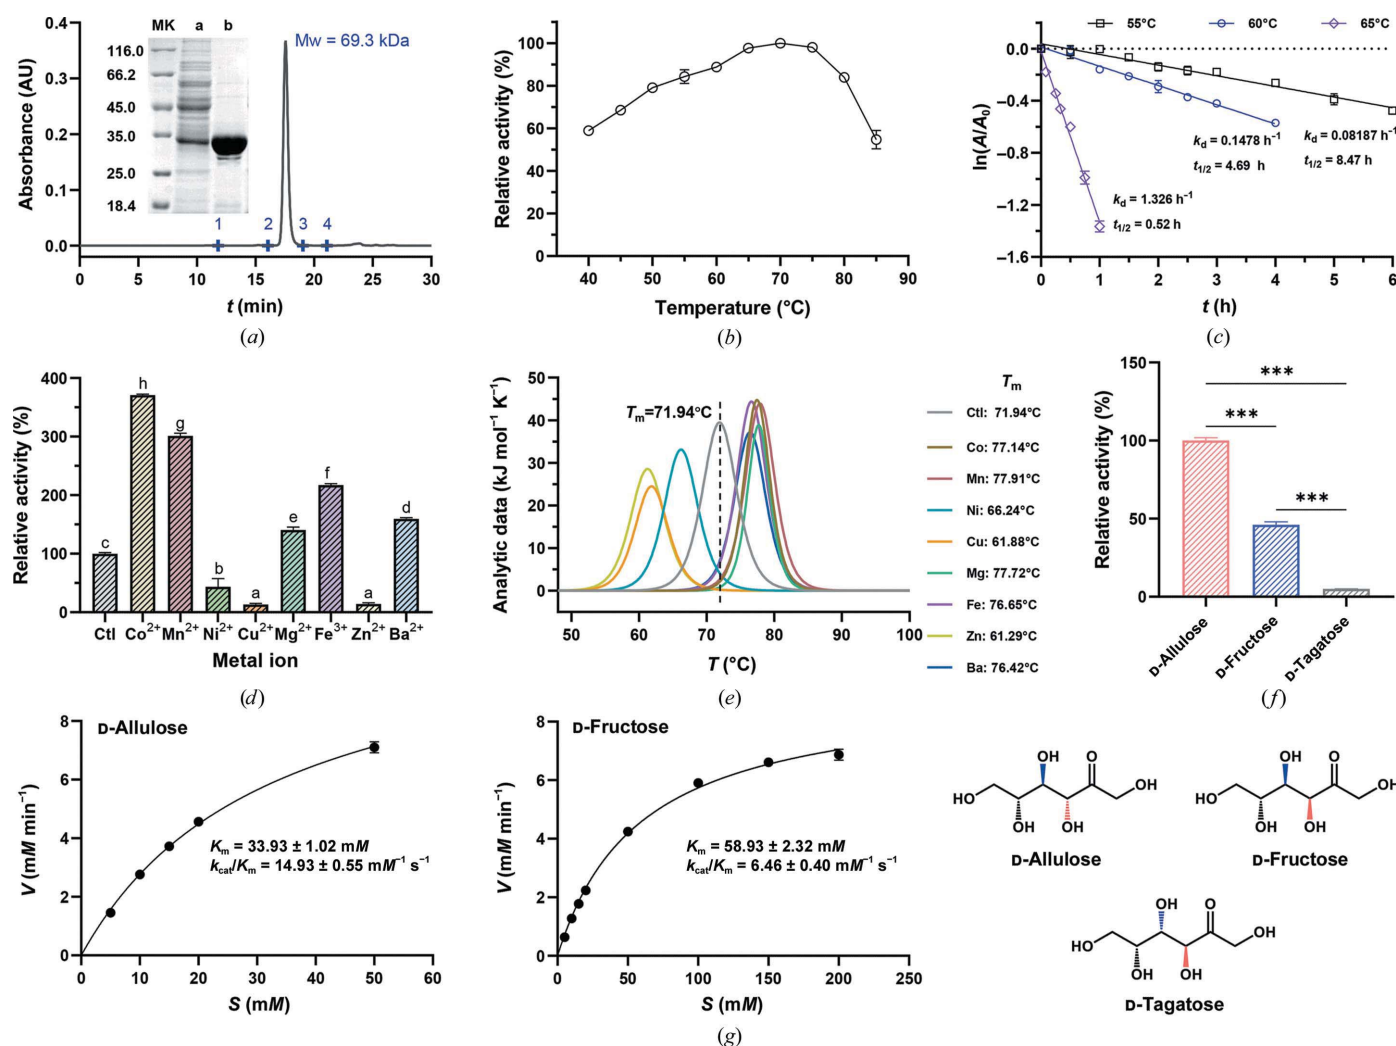 MK a b
Mw = 69.3 kDa
116.0
66.2
45.0
35.0
25.0
18.4
1 2 3 4
0.4
0.3
0.2
0.1
0.0
Absorbance (AU)
0 5 10 15 20 25 30
t (min)
(a)
100
80
60
40
20
0
Relative activity (%)
30 40 50 60 70 80 90
Temperature (°C)
(b)
55°C 60°C 65°C
0.0
−0.4
−0.8
−1.2
−1.6
ln(A/A0)
kd = 0.1478 h−1
t1/2 = 4.69 h
kd = 0.08187 h−1
t1/2 = 8.47 h
kd = 1.326 h−1
t1/2 = 0.52 h
0 1 2 3 4 5 6
t (h)
(c)
400
300
200
100
0
Relative activity (%)
c h g b a e f a d
Ctl Co2+ Mn2+ Ni2+ Cu2+ Mg2+ Fe3+ Zn2+ Ba2+
Metal ion
(d)
50
40
30
20
10
0
Analytic data (kJ mol−1 K−1)
Tm=71.94°C
50 60 70 80 90 100
T (°C)
(e)
Tm
Ctl: 71.94°C
Co: 77.14°C
Mn: 77.91°C
Ni: 66.24°C
Cu: 61.88°C
Mg: 77.72°C
Fe: 76.65°C
Zn: 61.29°C
Ba: 76.42°C
150
100
50
0
Relative activity (%)
***
***
***
D-Allulose
D-Fructose
D-Tagatose
(f)
D-Allulose
8
6
4
2
0
V (mM min−1)
Km = 33.93 ± 1.02 mM
kcat/Km = 14.93 ± 0.55 mM−1 s−1
0 10 20 30 40 50 60
S (mM)
D-Fructose
8
6
4
2
0
V (mM min−1)
Km = 58.93 ± 2.32 mM
kcat/Km = 6.46 ± 0.40 mM−1 s−1
0 50 100 150 200 250
S (mM)
(g)
OH O
HO OH
OH OH
D-Allulose
OH O
HO OH
OH OH
D-Fructose
OH O
HO OH
OH OH
D-Tagatose